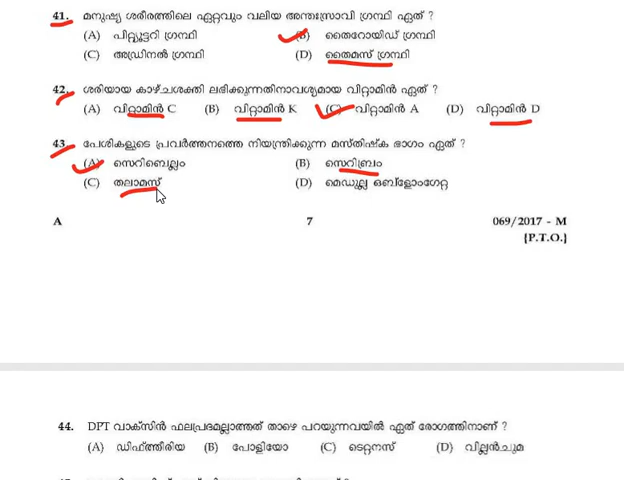 41. മനുഷ്യ ശരീരത്തിലെ ഏറ്റവും വലിയ അന്തഃസ്രാവി ഗ്രന്ഥി ഏത് ?
(A) പിറ്റ്യൂട്ടറി ഗ്രന്ഥി (B) തൈറോയിഡ് ഗ്രന്ഥി
(C) അഡ്രിനൽ ഗ്രന്ഥി (D) തൈമസ് ഗ്രന്ഥി
42. ശരിയായ കാഴ്ചശക്തി ലഭിക്കുന്നതിനാവശ്യമായ വിറ്റാമിൻ ഏത് ?
(A) വിറ്റാമിൻ C (B) വിറ്റാമിൻ K (C) വിറ്റാമിൻ A (D) വിറ്റാമിൻ D
43. പേശികളുടെ പ്രവർത്തനത്തെ നിയന്ത്രിക്കുന്ന മസ്തിഷ്ക ഭാഗം ഏത് ?
(A) സെറിബെല്ലം (B) സെറിബ്രം
(C) തലാമസ് (D) മെഡുല്ല ഒബ്ളോംഗേറ്റ
A 7 069/2017 - M
{P.T.O.}
44. DPT വാക്സിൻ ഫലപ്രദമല്ലാത്തത് താഴെ പറയുന്നവയിൽ ഏത് രോഗത്തിനാണ് ?
(A) ഡിഫ്ത്തീരിയ (B) പോളിയോ (C) ടെറ്റനസ് (D) വില്ലൻചുമ